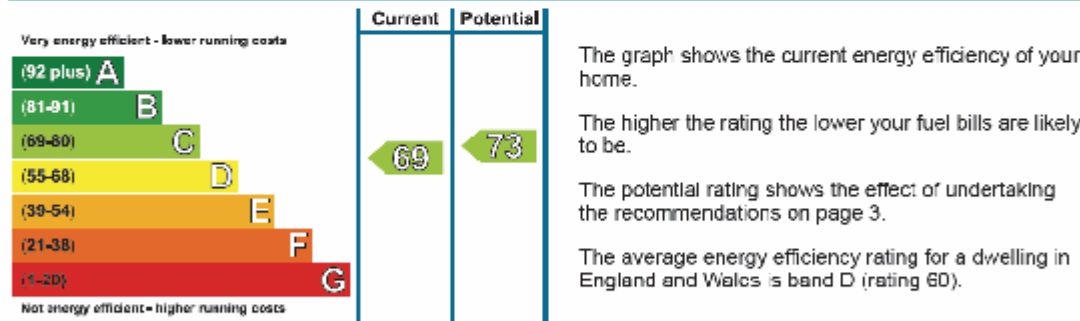 Current Potential
Very energy efficient - lower running costs
(92 plus) A
(81-91) B
(69-80) C
(55-68) D
(39-54) E
(21-38) F
(1-20) G
Not energy efficient - higher running costs
69
73
The graph shows the current energy efficiency of your
home.
The higher the rating the lower your fuel bills are likely
to be.
The potential rating shows the effect of undertaking
the recommendations on page 3.
The average energy efficiency rating for a dwelling in
England and Wales is band D (rating 60).